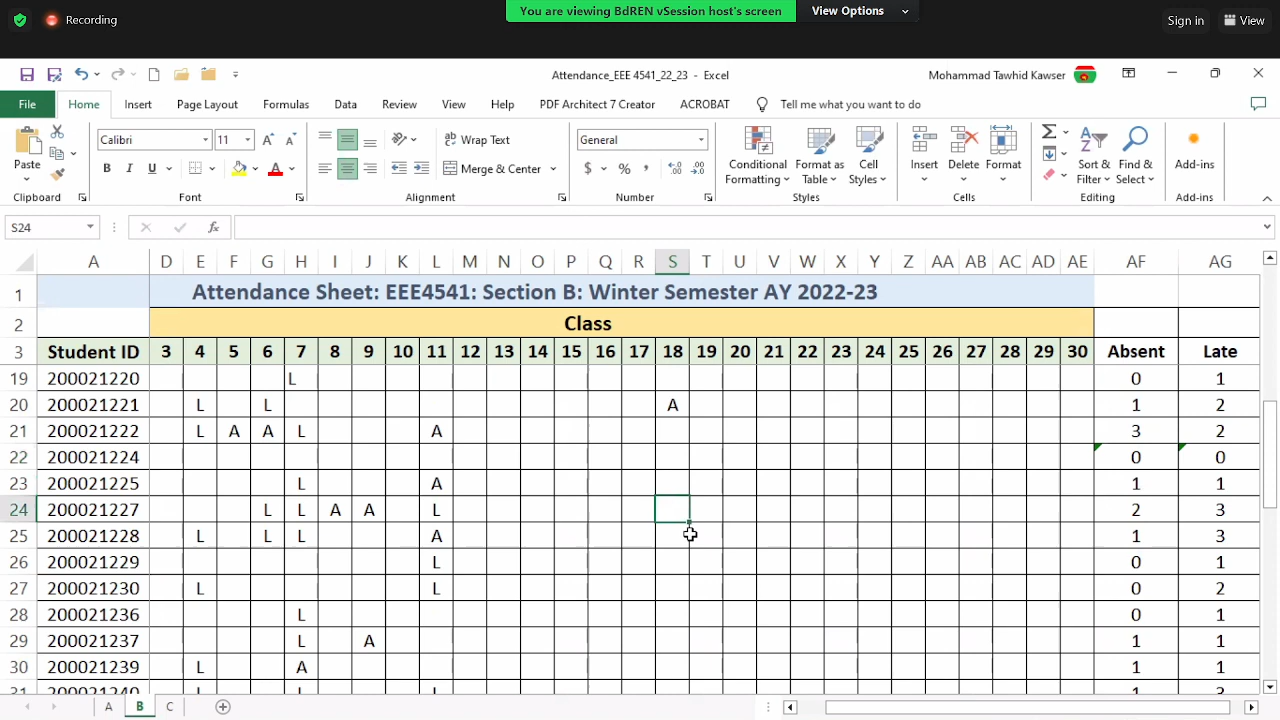 Recording
You are viewing BdREN vSession host's screen
View Options
Sign in
View
Attendance_EEE 4541_22_23 - Excel
Mohammad Tawhid Kawser
File Home Insert Page Layout Formulas Data Review View Help PDF Architect 7 Creator ACROBAT Tell me what you want to do
Paste
Clipboard
Calibri 11
B I U
Font
Wrap Text
Merge & Center
Alignment
General
$ % ,
Number
Conditional Formatting
Format as Table
Cell Styles
Styles
Insert
Delete
Format
Cells
Sort & Filter
Find & Select
Editing
Add-ins
Add-ins
S24
fx
A D E F G H I J K L M N O P Q R S T U V W X Y Z AA AB AC AD AE AF AG
1 Attendance Sheet: EEE4541: Section B: Winter Semester AY 2022-23
2 Class
3 Student ID 3 4 5 6 7 8 9 10 11 12 13 14 15 16 17 18 19 20 21 22 23 24 25 26 27 28 29 30 Absent Late
19 200021220 L 0 1
20 200021221 L L A 1 2
21 200021222 L A A L A 3 2
22 200021224 0 0
23 200021225 L A 1 1
24 200021227 L L A A L 2 3
25 200021228 L L L A 1 3
26 200021229 L 0 1
27 200021230 L L 0 2
28 200021236 L 0 1
29 200021237 L A 1 1
30 200021239 L A 1 1
31 200021240 L L L 1 3
A B C